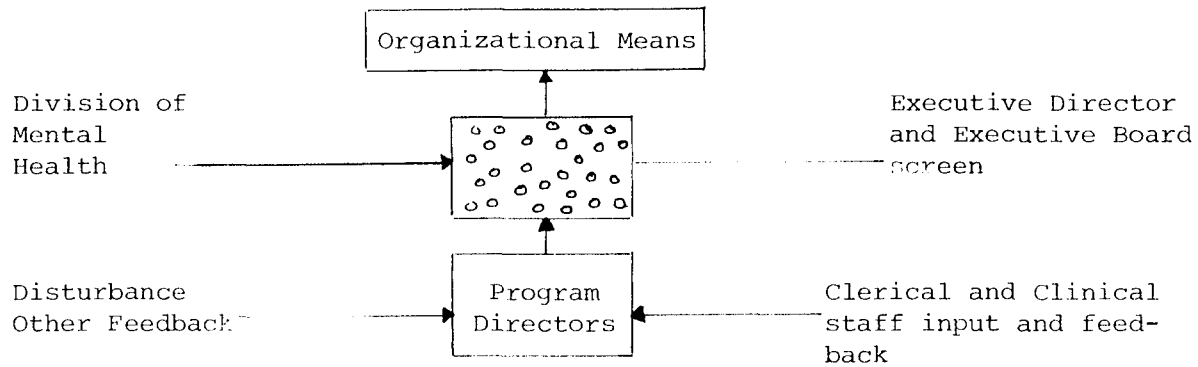 Organizational Means
Division of
Mental
Health
Executive Director
and Executive Board
screen
Disturbance
Other Feedback
Program
Directors
Clerical and Clinical
staff input and feed-
back